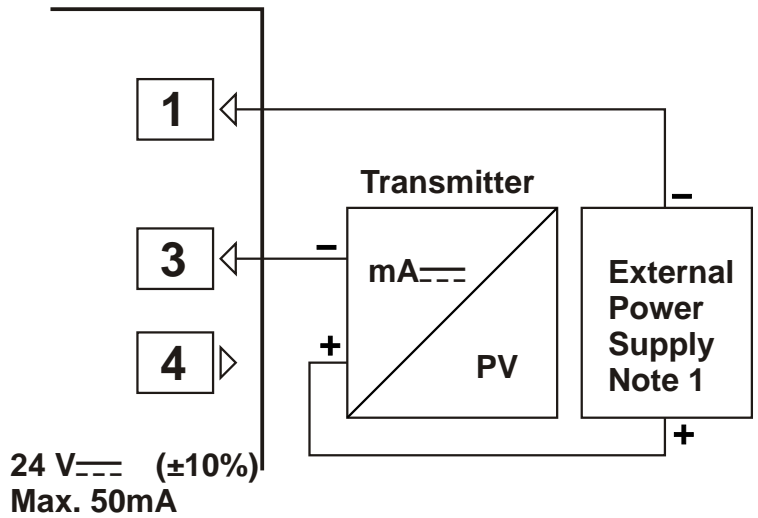 1
Transmitter
−
3
−
mA
External
Power
Supply
Note 1
4
+
PV
+
24 V (±10%)
Max. 50mA